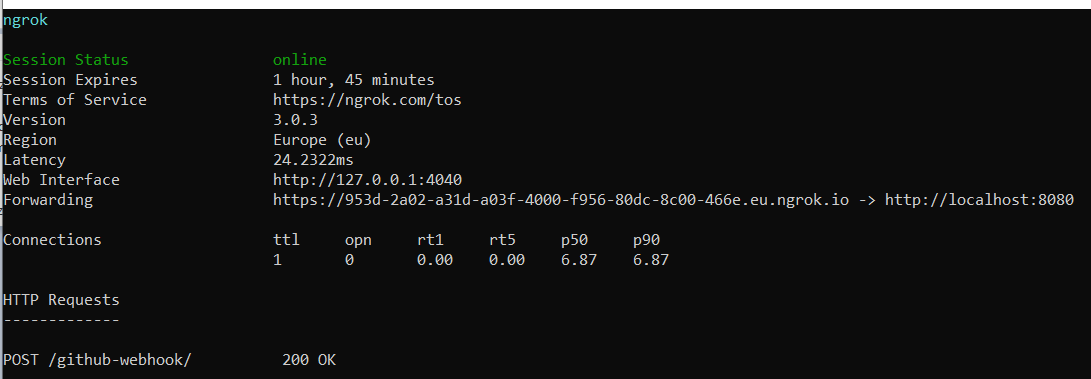 ngrok
Session Status online
Session Expires 1 hour, 45 minutes
Terms of Service https://ngrok.com/tos
Version 3.0.3
Region Europe (eu)
Latency 24.2322ms
Web Interface http://127.0.0.1:4040
Forwarding https://953d-2a02-a31d-a03f-4000-f956-80dc-8c00-466e.eu.ngrok.io -> http://localhost:8080
Connections ttl opn rt1 rt5 p50 p90
1 0 0.00 0.00 6.87 6.87
HTTP Requests
-------------
POST /github-webhook/ 200 OK